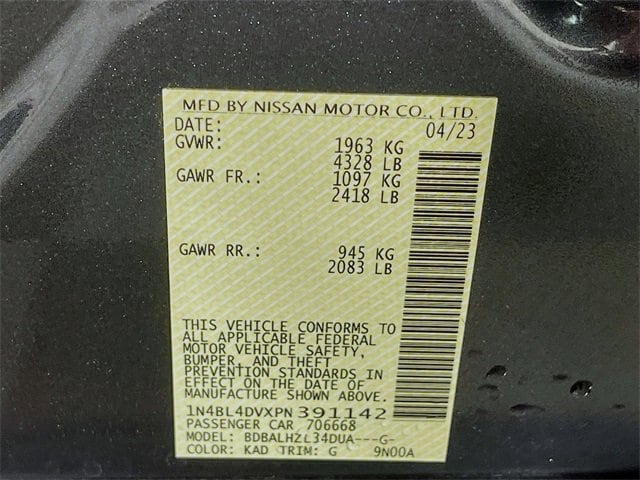 MFD BY NISSAN MOTOR CO., LTD.
DATE: 04/23
GVWR: 1963 KG
4328 LB
GAWR FR.: 1097 KG
2418 LB
GAWR RR.: 945 KG
2083 LB
THIS VEHICLE CONFORMS TO
ALL APPLICABLE FEDERAL
MOTOR VEHICLE SAFETY,
BUMPER, AND THEFT
PREVENTION STANDARDS IN
EFFECT ON THE DATE OF
MANUFACTURE SHOWN ABOVE.
1N4BL4DVXPN391142
PASSENGER CAR 706668
MODEL: BDBALHZL34DUA---G-
COLOR: KAD TRIM: G 9N00A